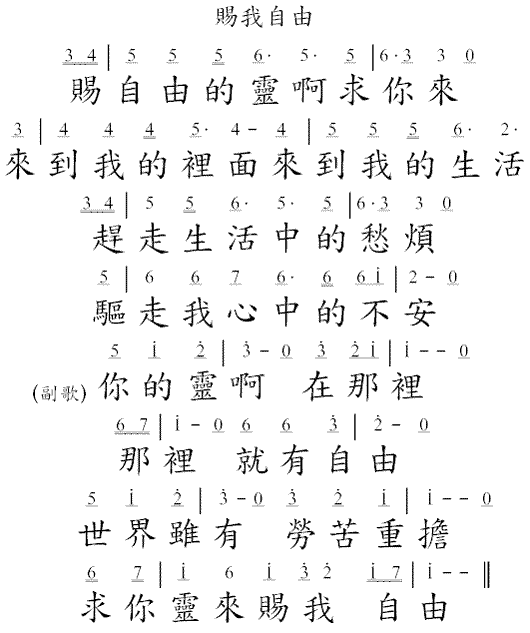 賜我自由
3 4 | 5 5 5 6· 5· 5 | 6·3 3 0
賜自由的靈啊求你來
3 | 4 4 4 5· 4 – 4 | 5 5 5 6· 2·
來到我的裡面來到我的生活
3 4 | 5 5 6· 5· 5 | 6·3 3 0
趕走生活中的愁煩
5 | 6 6 7 6· 6 6 i | 2 – 0
驅走我心中的不安
5 i 2̇ | 3̇ – 0 3̇ 2̇ i | i – – 0
(副歌) 你的靈啊 在那裡
6 7 | i – 0 6 6 3̇ | 2̇ – 0
那裡 就有自由
5 i 2̇ | 3̇ – 0 3̇ 2̇ i | i – – 0
世界雖有 勞苦重擔
6 7 | i 6 i 3̇ 2̇ i 7 | i – – ||
求你靈來賜我 自由